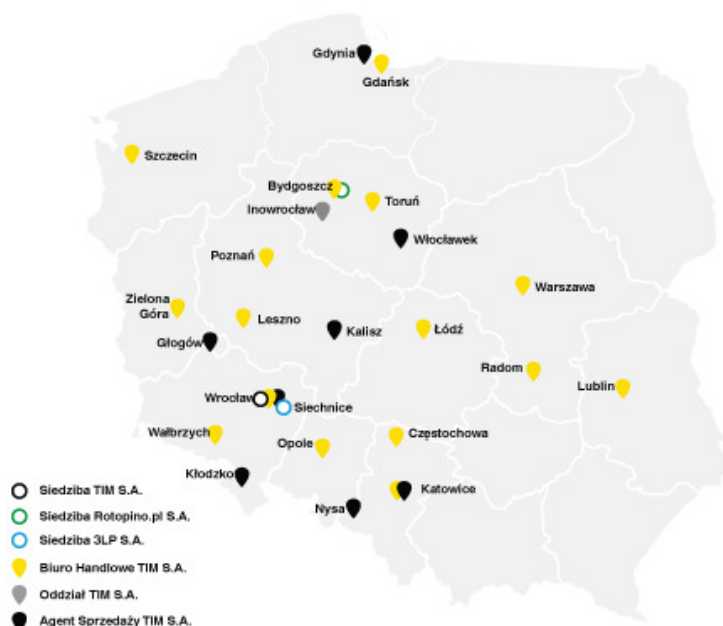 Gdynia
Gdańsk
Szczecin
Bydgoszcz
Inowrocław
Toruń
Włocławek
Poznań
Warszawa
Zielona
Góra
Leszno
Kalisz
Łódź
Głogów
Radom
Lublin
Wrocław
Siechnice
Wałbrzych
Opole
Częstochowa
Kłodzko
Katowice
Nysa
Siedziba TIM S.A.
Siedziba Rotopino.pl S.A.
Siedziba 3LP S.A.
Biuro Handlowe TIM S.A.
Oddział TIM S.A.
Agent Sprzedaży TIM S.A.